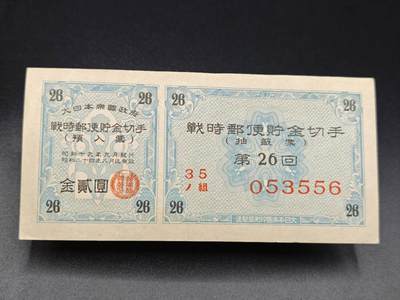 26 26
大日本帝國政府
戰時郵便貯金切手
(預入票)
金貳圓
26 26
26 26
戰時郵便貯金切手
(抽籤票)
第26回
35
ノ組
053556
26 26